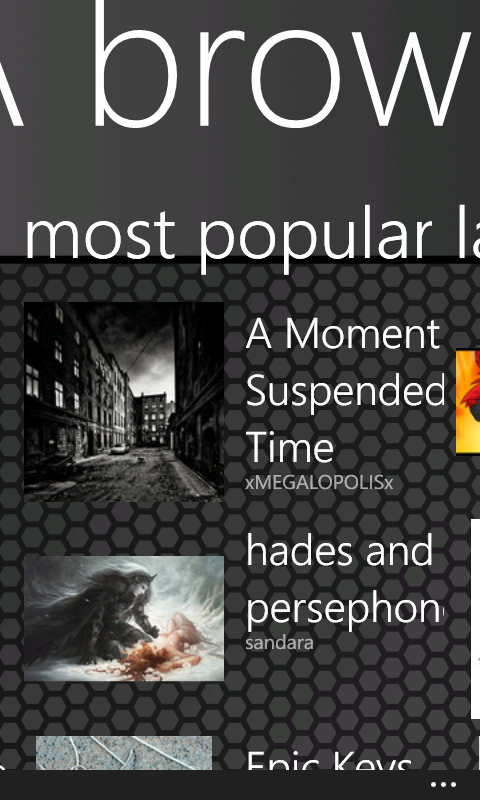 A brow
most popular la
A Moment
Suspended
Time
xMEGALOPOLISx
hades and
persephon
sandara
Epic Keys